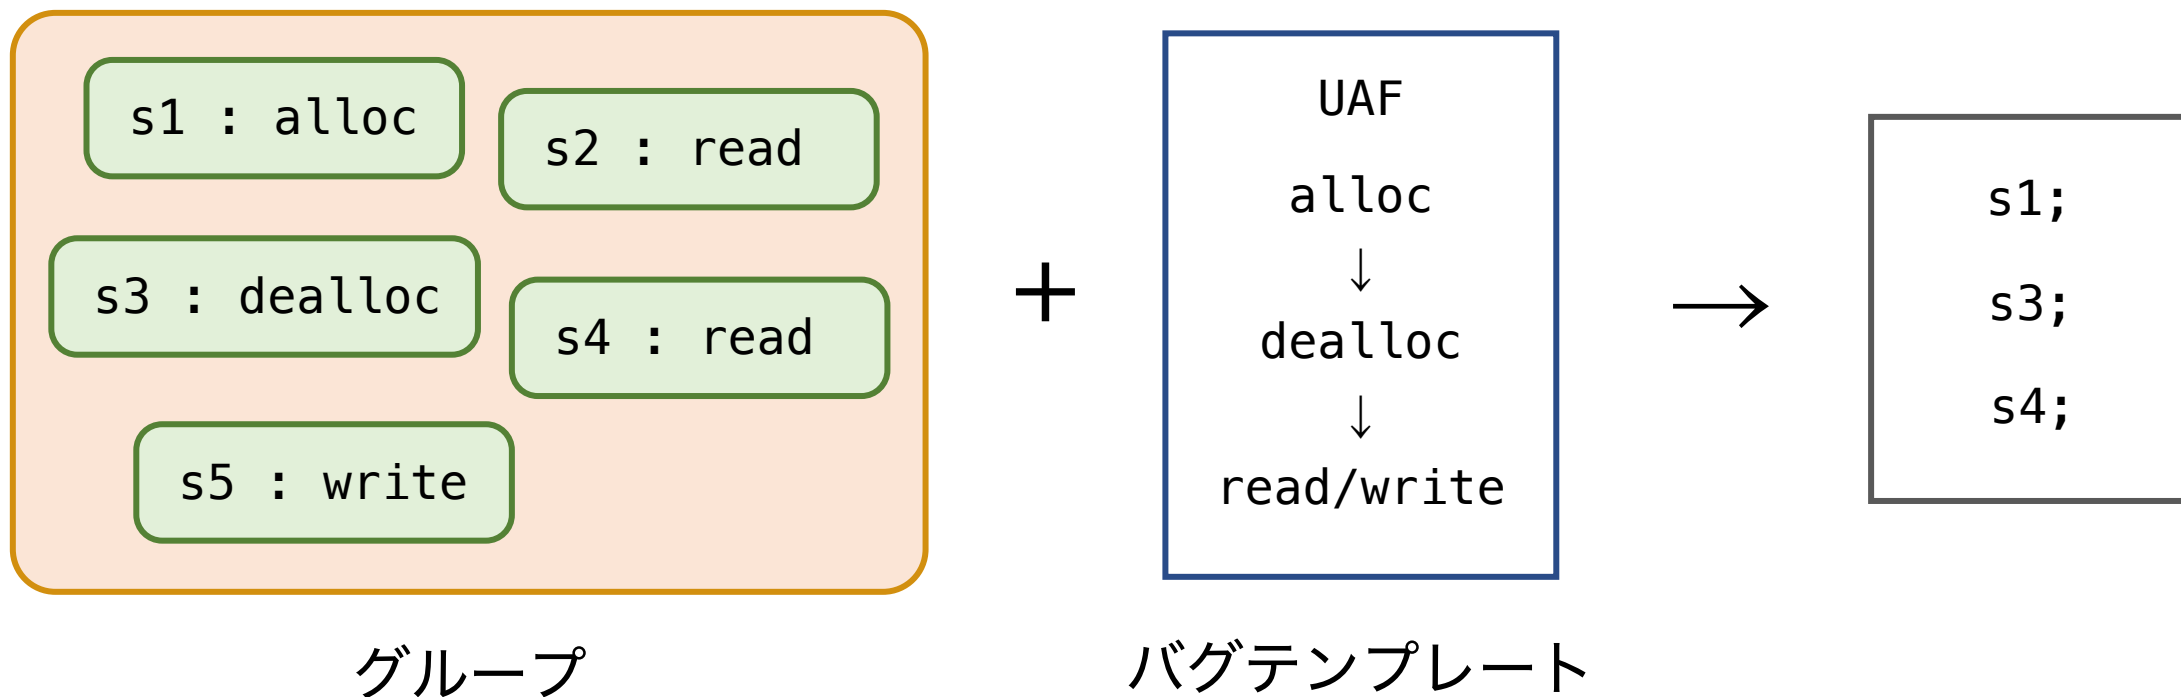 s1 : alloc
s2 : read
s3 : dealloc
s4 : read
s5 : write
グループ
+
UAF
alloc
↓
dealloc
↓
read/write
バグテンプレート
→
s1;
s3;
s4;